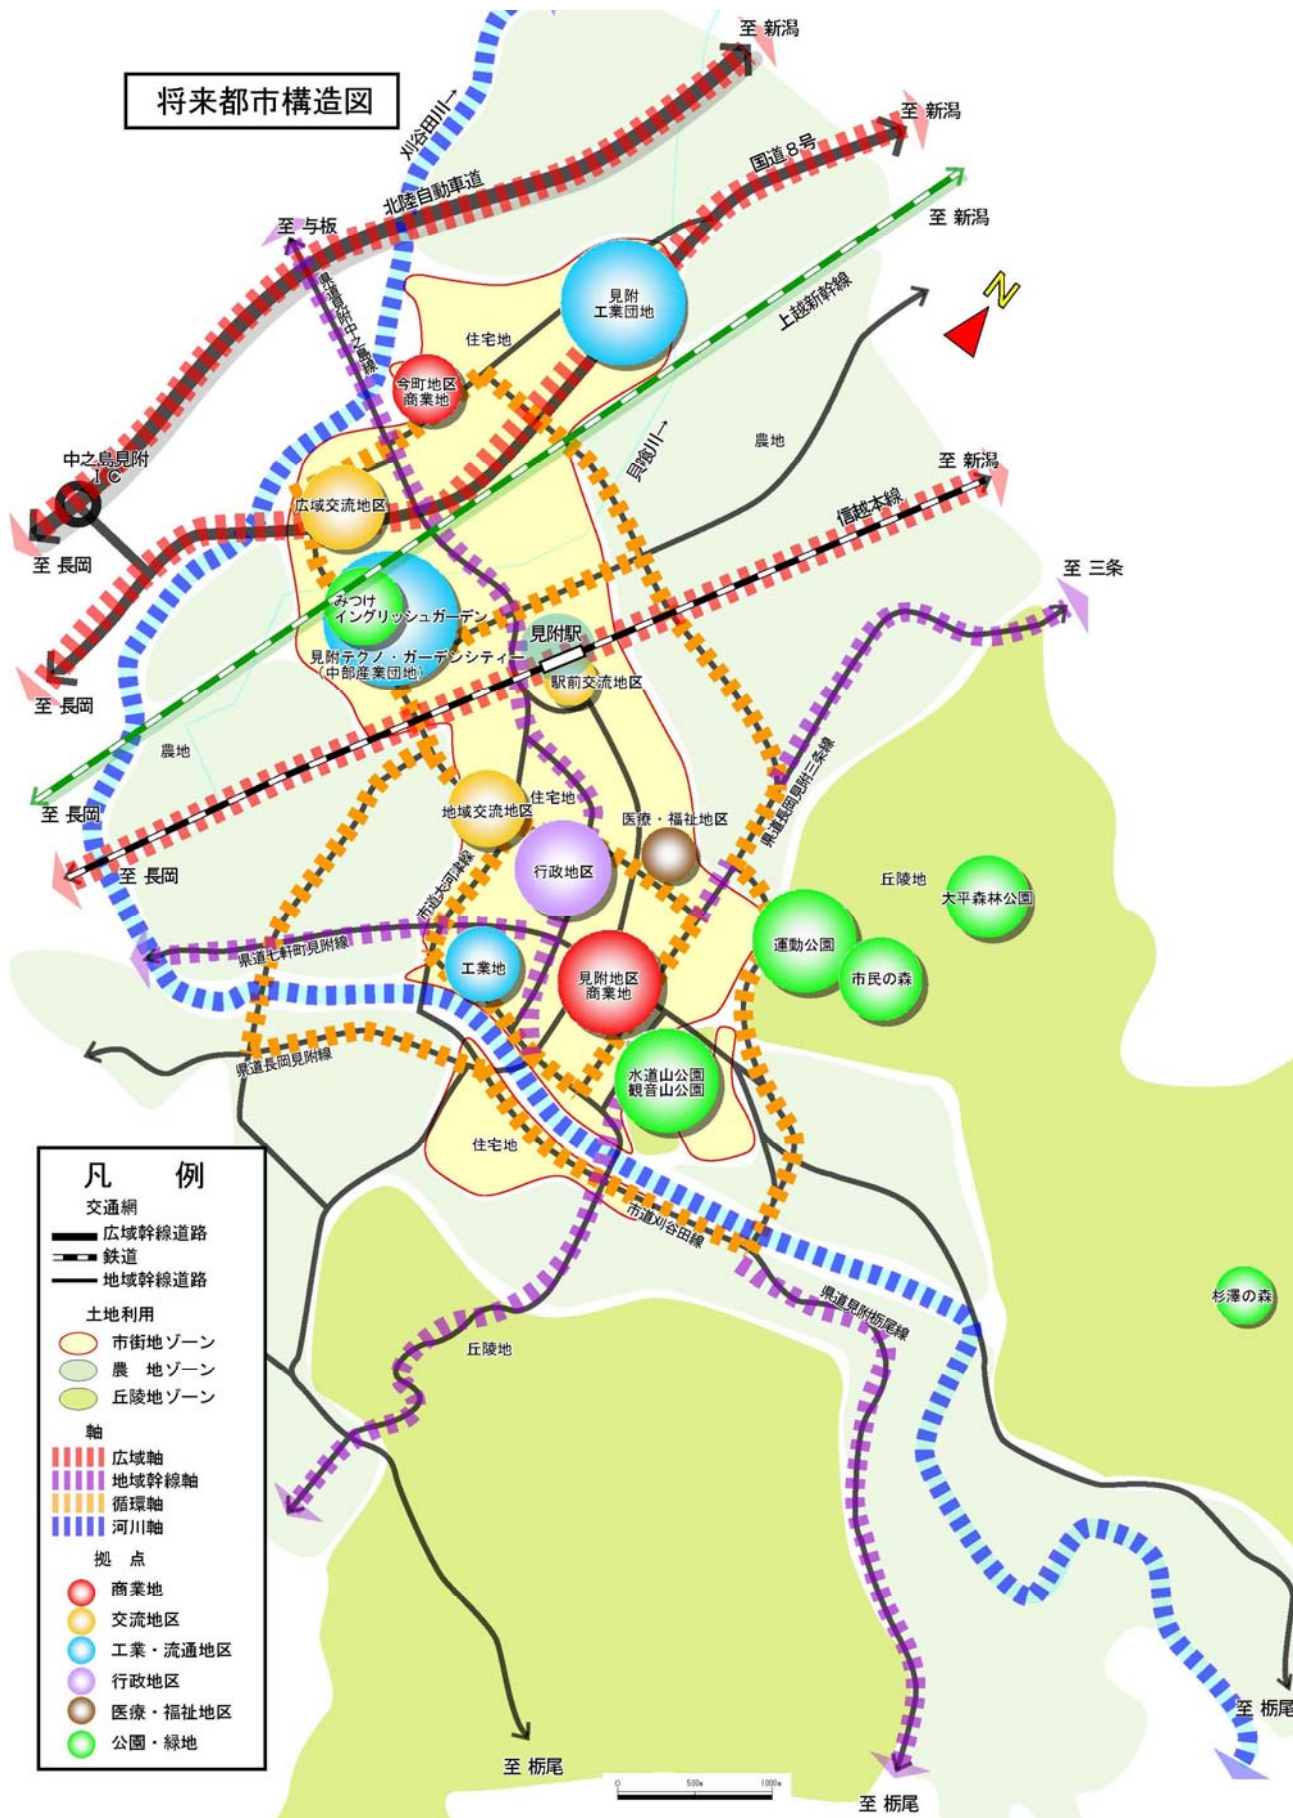 将来都市構造図
至 新潟
至 新潟
刈谷田川→
国道8号
北陸自動車道
至 新潟
至 与板
県道見附中之島線
見附
工業団地
上越新幹線
N
住宅地
今町地区
商業地
貝喰川→
農地
中之島見附
IC
至 新潟
広域交流地区
信越本線
至 長岡
至 三条
みつけ
イングリッシュガーデン
見附駅
見附テクノ・ガーデンシティー
(中部産業団地)
駅前交流地区
至 長岡
農地
県道長岡見附三条線
至 長岡
地域交流地区
住宅地
医療・福祉地区
至 長岡
行政地区
市道大河津線
丘陵地
大平森林公園
県道七軒町見附線
工業地
見附地区
商業地
運動公園
市民の森
県道長岡見附線
水道山公園
観音山公園
住宅地
市道刈谷田線
県道見附栃尾線
杉澤の森
丘陵地
凡 例
交通網
広域幹線道路
鉄道
地域幹線道路
土地利用
市街地ゾーン
農 地ゾーン
丘陵地ゾーン
軸
広域軸
地域幹線軸
循環軸
河川軸
拠 点
商業地
交流地区
工業・流通地区
行政地区
医療・福祉地区
公園・緑地
至 栃尾
至 栃尾
至 栃尾
0 500m 1000m